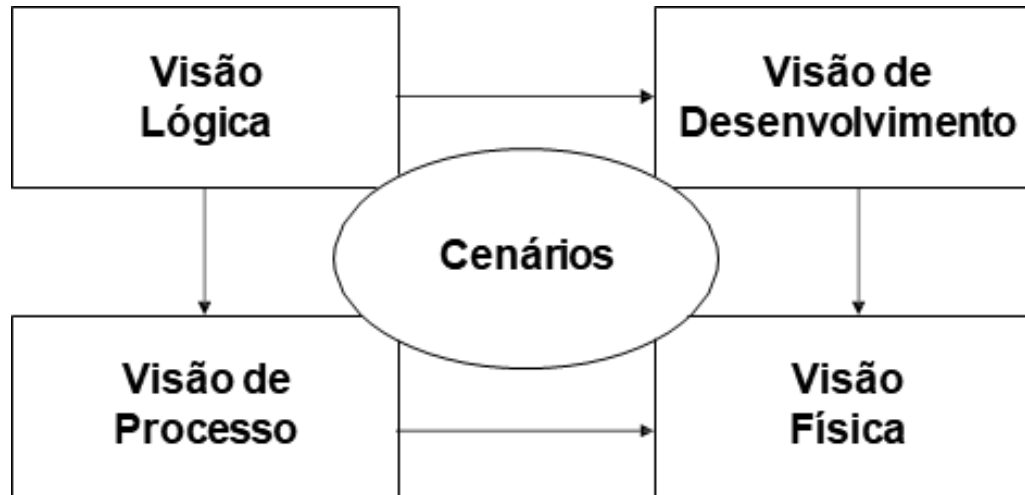 Visão
Lógica
Visão de
Desenvolvimento
Cenários
Visão de
Processo
Visão
Física